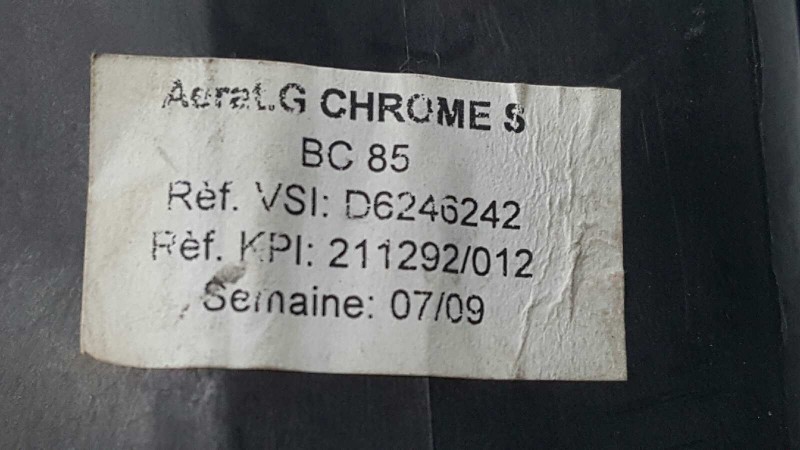 Aerat.G CHROME S
BC 85
Rèf. VSI: D6246242
Rèf. KPI: 211292/012
Semaine: 07/09